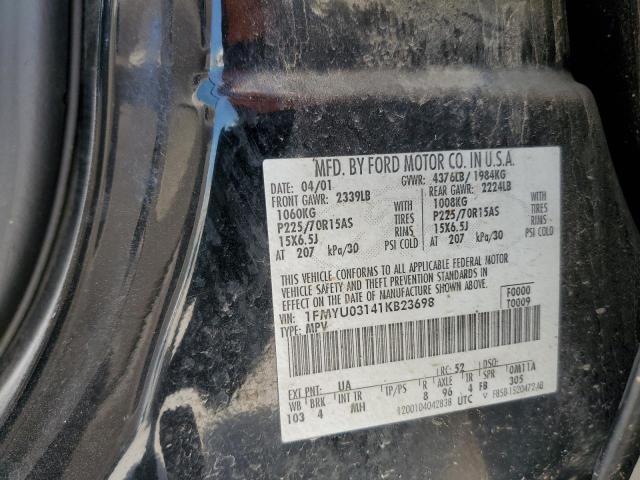 MFD. BY FORD MOTOR CO. IN U.S.A.
DATE: 04/01 GVWR: 4376LB/ 1984KG
FRONT GAWR: 2339LB REAR GAWR: 2224LB
1060KG WITH 1008KG WITH
P225/70R15AS TIRES P225/70R15AS TIRES
15X6.5J RIMS 15X6.5J RIMS
AT 207 kPa/30 PSI COLD AT 207 kPa/30 PSI COLD
THIS VEHICLE CONFORMS TO ALL APPLICABLE FEDERAL MOTOR
VEHICLE SAFETY AND THEFT PREVENTION STANDARDS IN
EFFECT ON THE DATE OF MANUFACTURE SHOWN ABOVE.
VIN: 1FMYU03141KB23698 F0000
TYPE: MPV T0009
EXT PNT: UA RC: 52 DSO:
WB BRK INT TR TP/PS R AXLE TR SPR 0M11A
103 4 MH 8 96 4 FB 305
1200104042838 UTC